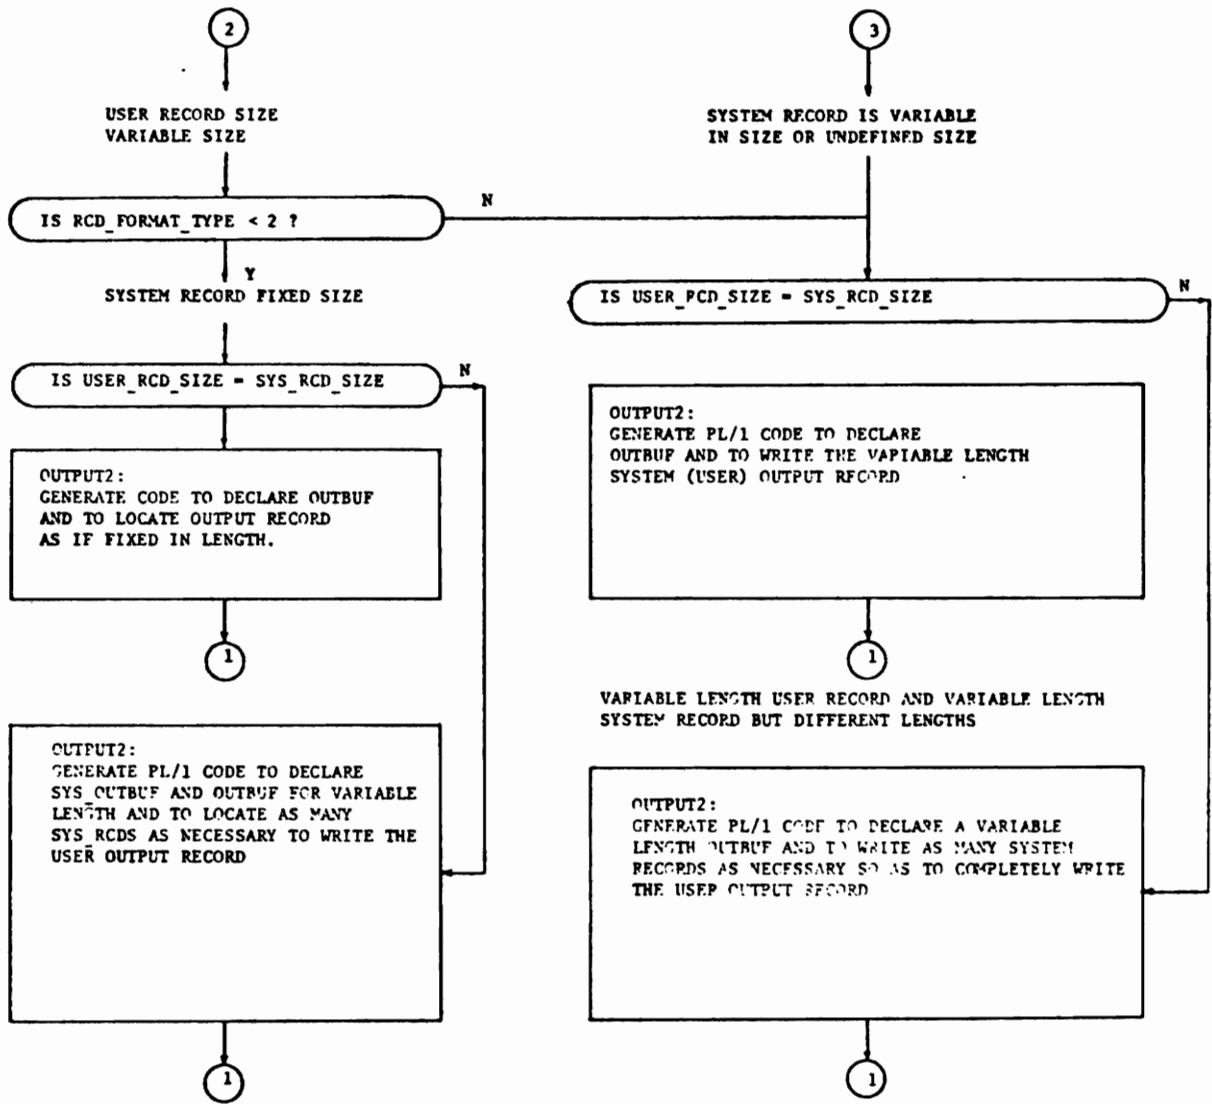 2
USER RECORD SIZE
VARIABLE SIZE
IS RCD_FORMAT_TYPE < 2 ?
N
Y
SYSTEM RECORD FIXED SIZE
IS USER_RCD_SIZE = SYS_RCD_SIZE
N
OUTPUT2:
GENERATE CODE TO DECLARE OUTBUF
AND TO LOCATE OUTPUT RECORD
AS IF FIXED IN LENGTH.
1
OUTPUT2:
GENERATE PL/1 CODE TO DECLARE
SYS_OUTBUF AND OUTBUF FOR VARIABLE
LENGTH AND TO LOCATE AS MANY
SYS_RCDS AS NECESSARY TO WRITE THE
USER OUTPUT RECORD
1
3
SYSTEM RECORD IS VARIABLE
IN SIZE OR UNDEFINED SIZE
IS USER_RCD_SIZE = SYS_RCD_SIZE
N
OUTPUT2:
GENERATE PL/1 CODE TO DECLARE
OUTBUF AND TO WRITE THE VARIABLE LENGTH
SYSTEM (USER) OUTPUT RECORD
1
VARIABLE LENGTH USER RECORD AND VARIABLE LENGTH
SYSTEM RECORD BUT DIFFERENT LENGTHS
OUTPUT2:
GENERATE PL/1 CODE TO DECLARE A VARIABLE
LENGTH OUTBUF AND TO WRITE AS MANY SYSTEM
RECORDS AS NECESSARY SO AS TO COMPLETELY WRITE
THE USER OUTPUT RECORD
1